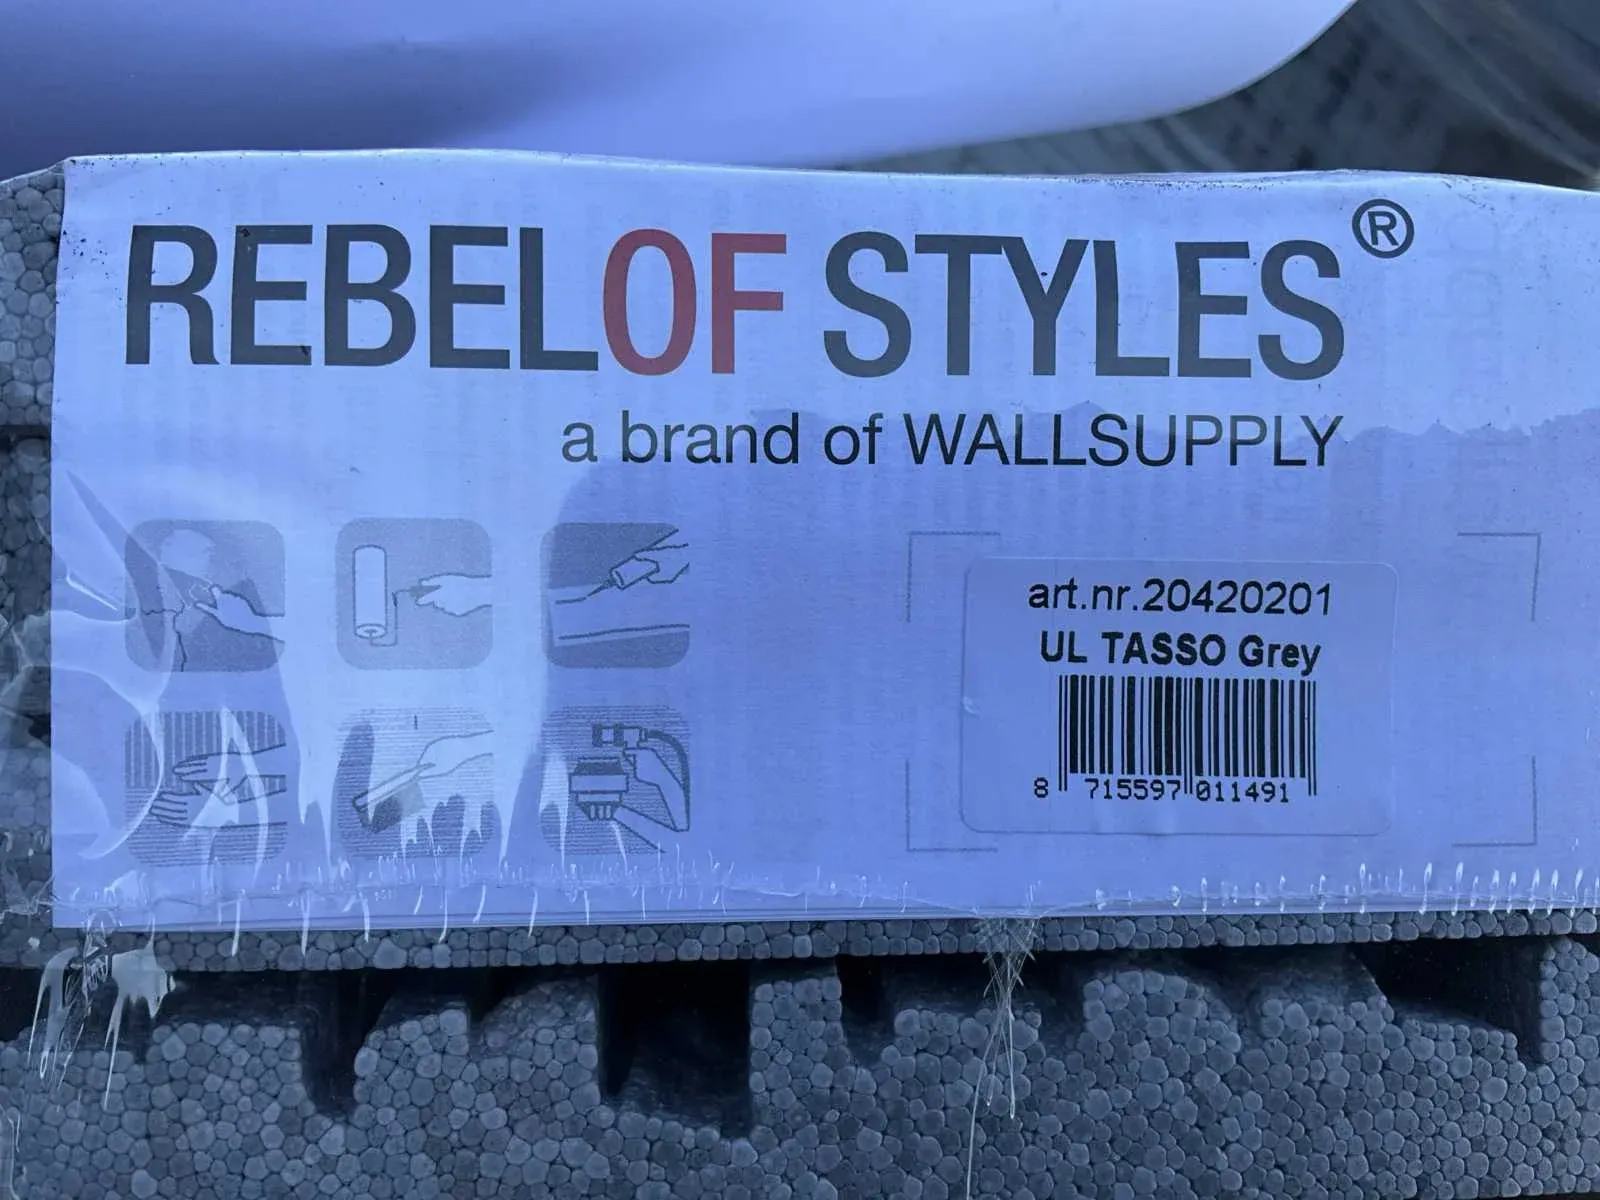 REBELOF STYLES®
a brand of WALLSUPPLY
art.nr.20420201
UL TASSO Grey
8 715597 011491